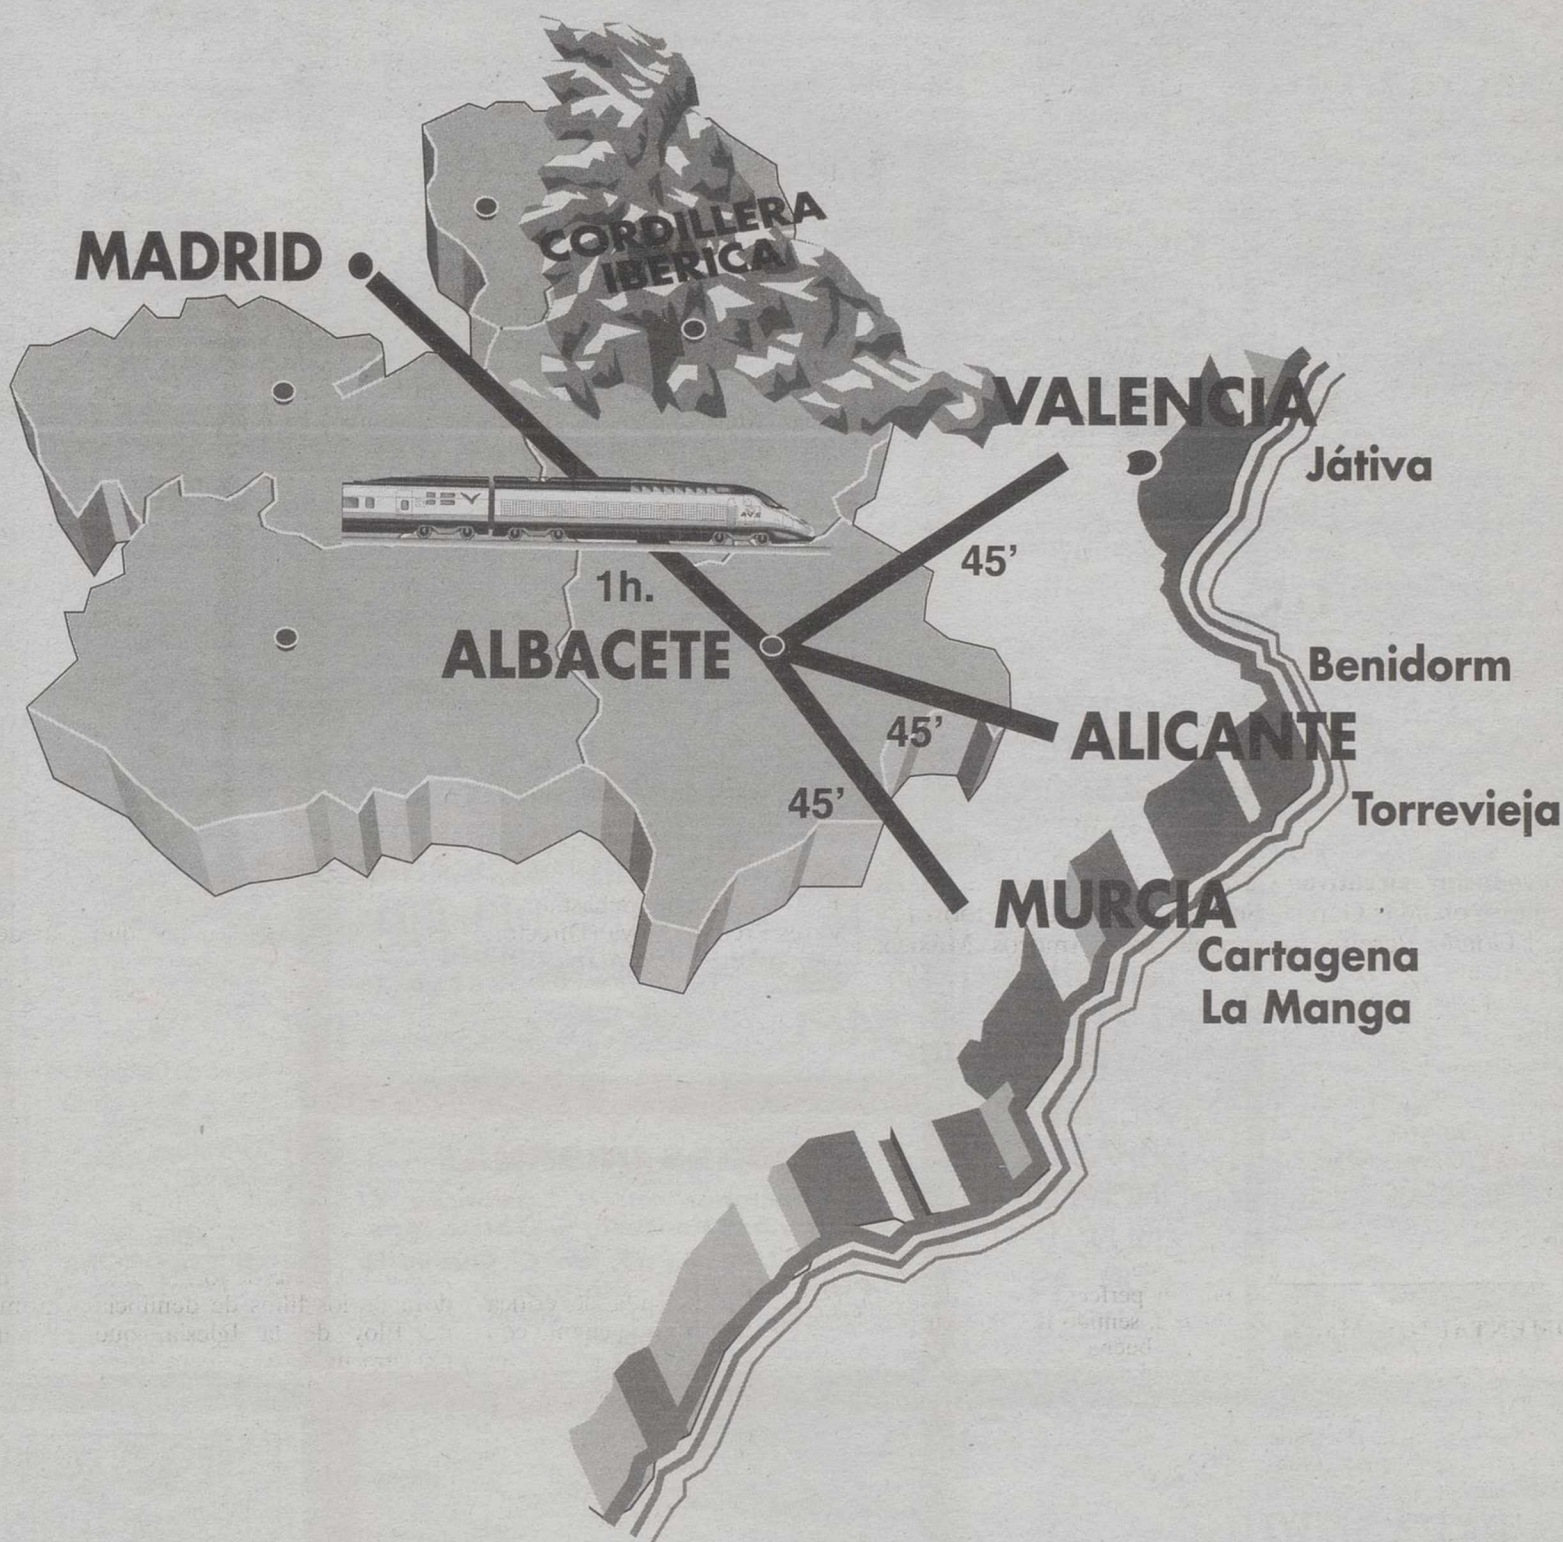 CORDILLERA
IBERICA
MADRID
VALENCIA
Játiva
45'
1h.
ALBACETE
Benidorm
45'
ALICANTE
45'
Torrevieja
MURCIA
Cartagena
La Manga